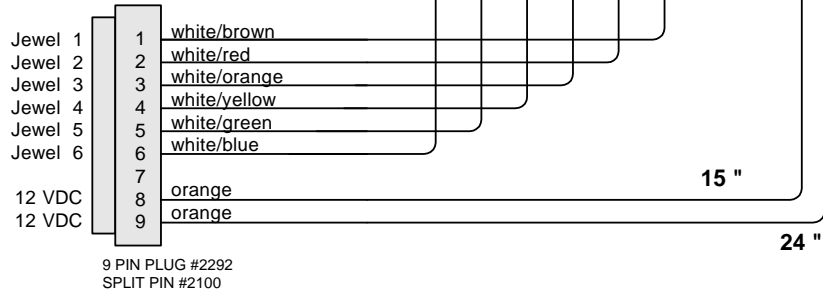 Jewel 1 1 white/brown
Jewel 2 2 white/red
Jewel 3 3 white/orange
Jewel 4 4 white/yellow
Jewel 5 5 white/green
Jewel 6 6 white/blue
7
12 VDC 8 orange 15 "
12 VDC 9 orange
24 "
9 PIN PLUG #2292
SPLIT PIN #2100